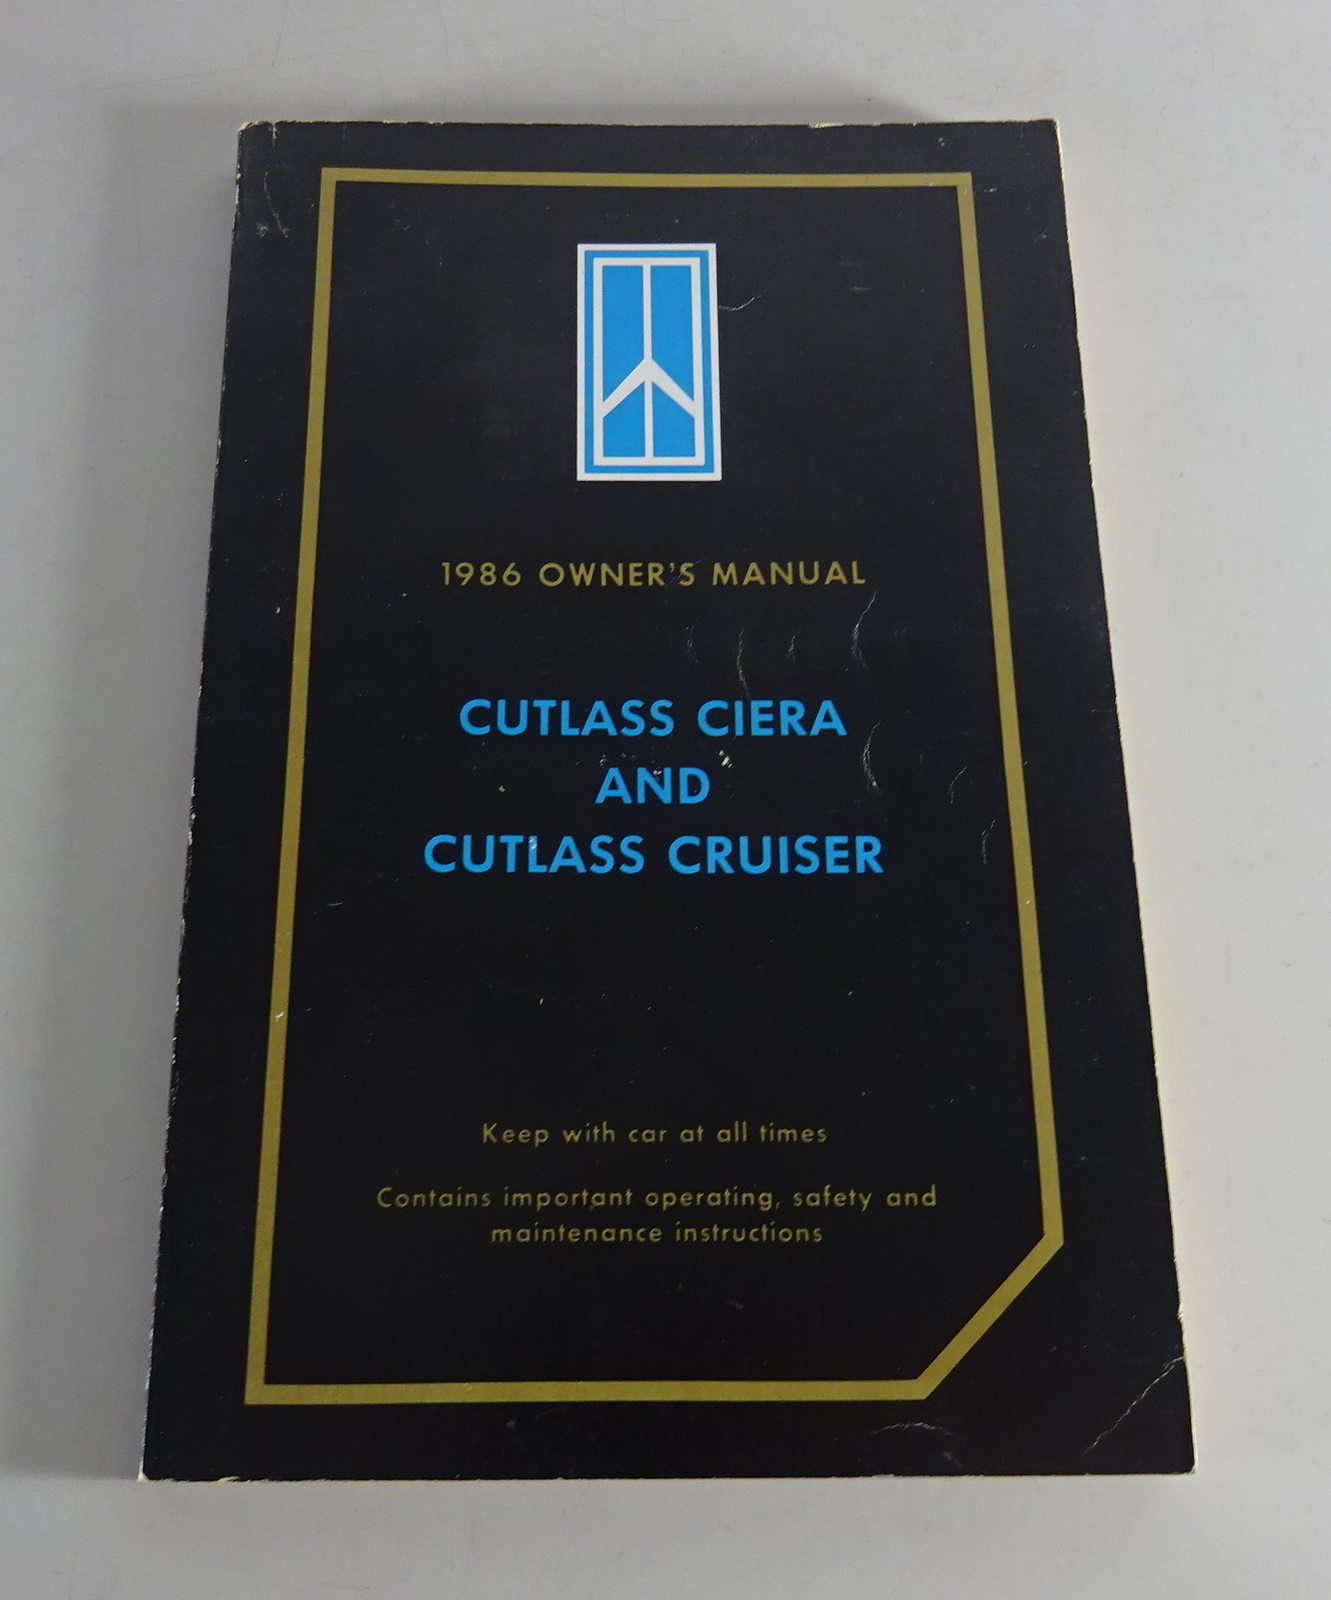 1986 OWNER'S MANUAL
CUTLASS CIERA
AND
CUTLASS CRUISER
Keep with car at all times
Contains important operating, safety and
maintenance instructions